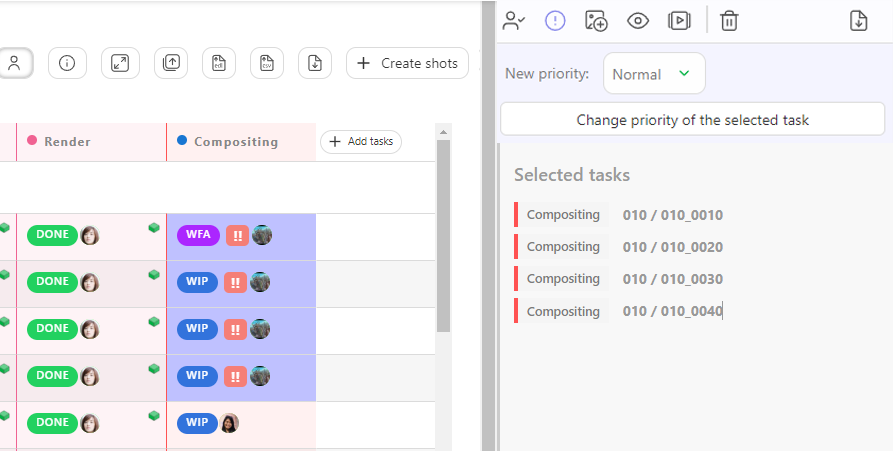 New priority: Normal
edl
csv
Create shots
Change priority of the selected task
Render
Compositing
Add tasks
Selected tasks
Compositing 010 / 010_0010
Compositing 010 / 010_0020
Compositing 010 / 010_0030
Compositing 010 / 010_0040
DONE WFA !!
DONE WIP !!
DONE WIP !!
DONE WIP !!
DONE WIP